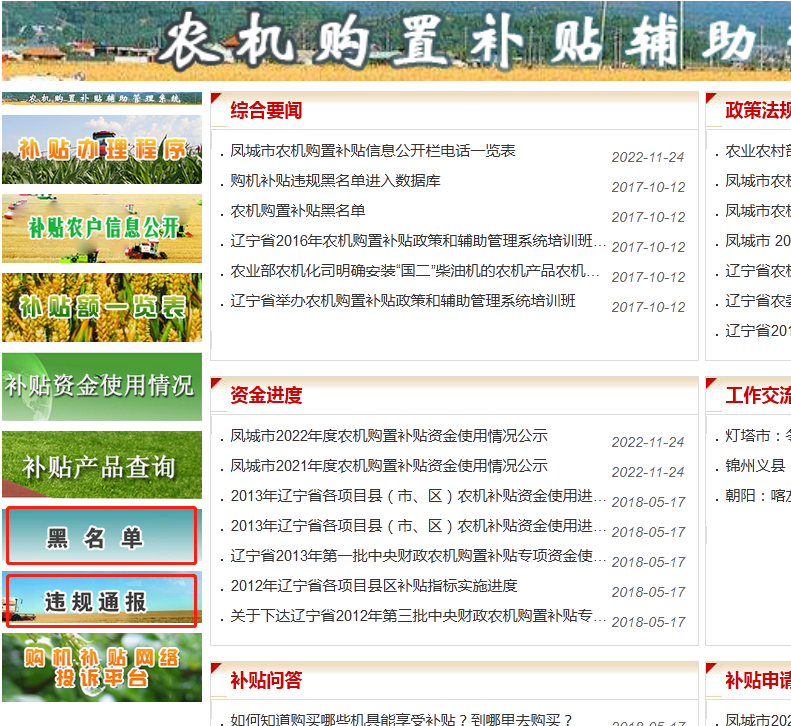 农机购置补贴辅助
农机购置补贴辅助管理系统
补贴办理程序
补贴农户信息公开
补贴额一览表
补贴资金使用情况
补贴产品查询
黑名单
违规通报
购机补贴网络
投诉平台
综合要闻
. 凤城市农机购置补贴信息公开栏电话一览表 2022-11-24
. 购机补贴违规黑名单进入数据库 2017-10-12
. 农机购置补贴黑名单 2017-10-12
. 辽宁省2016年农机购置补贴政策和辅助管理系统培训班… 2017-10-12
. 农业部农机化司明确安装“国二”柴油机的农机产品农机… 2017-10-12
. 辽宁省举办农机购置补贴政策和辅助管理系统培训班 2017-10-12
资金进度
. 凤城市2022年度农机购置补贴资金使用情况公示 2022-11-24
. 凤城市2021年度农机购置补贴资金使用情况公示 2022-11-24
. 2013年辽宁省各项目县（市、区）农机补贴资金使用进… 2018-05-17
. 2013年辽宁省各项目县（市、区）农机补贴资金使用进… 2018-05-17
. 辽宁省2013年第一批中央财政农机购置补贴专项资金使… 2018-05-17
. 2012年辽宁省各项目县区补贴指标实施进度 2018-05-17
. 关于下达辽宁省2012年第三批中央财政农机购置补贴专… 2018-05-17
补贴问答
. 如何知道购买哪些机具能享受补贴？到哪里去购买？ 2018-05-17
政策法规
. 农业农村部
. 凤城市农机
. 凤城市农机
. 凤城市 20
. 辽宁省农机
. 辽宁省农委
. 辽宁省201
工作交流
. 灯塔市：
. 锦州义县
. 朝阳：喀左
补贴申请
. 凤城市202